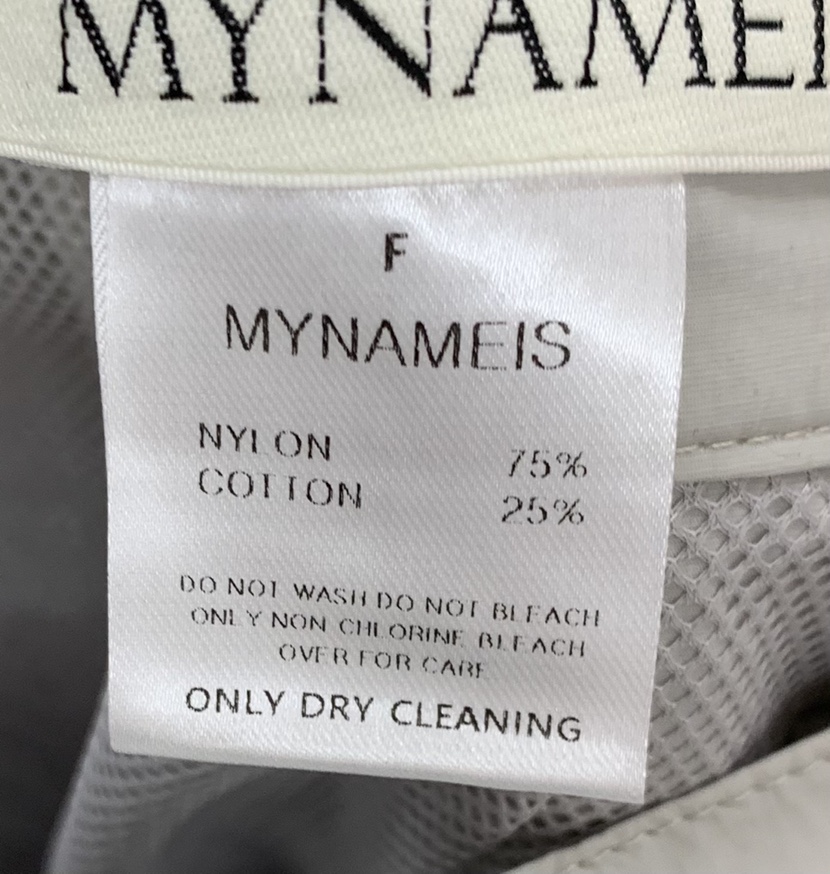 MYNAMEI
F
MYNAMEIS
NYLON 75%
COTTON 25%
DO NOT WASH DO NOT BLEACH
ONLY NON CHLORINE BLEACH
OVER FOR CARE
ONLY DRY CLEANING